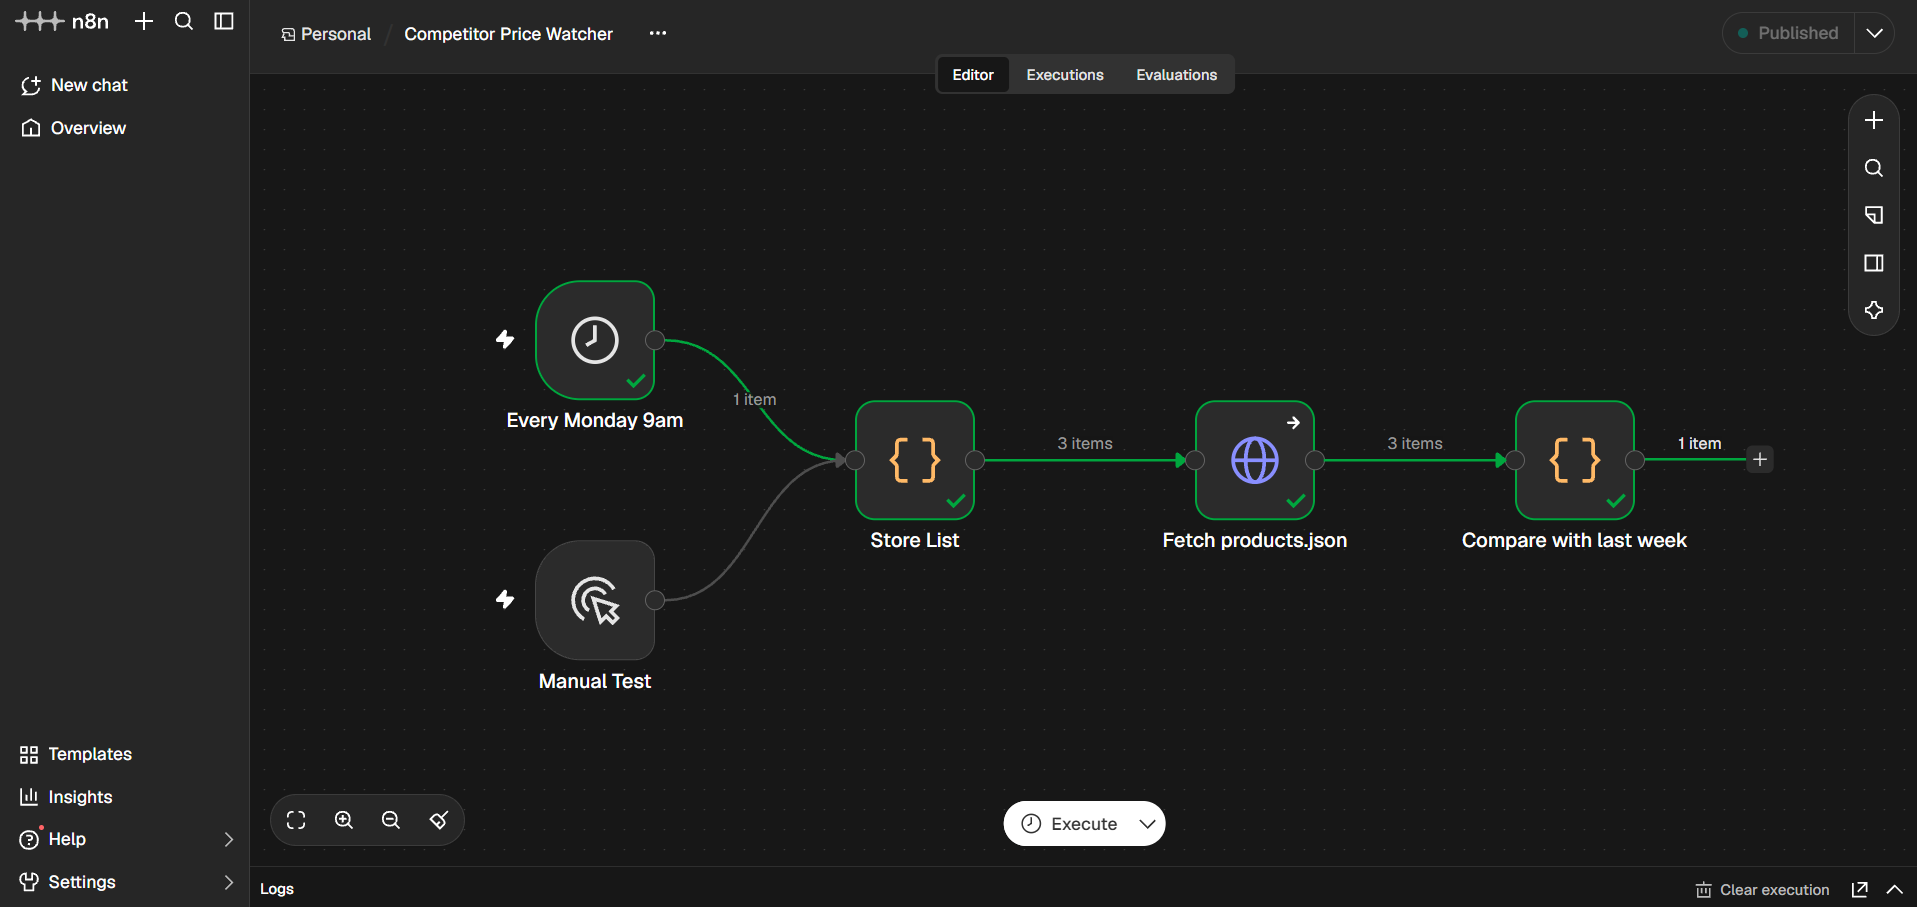 n8n
New chat
Overview
Templates
Insights
Help
Settings
Personal / Competitor Price Watcher ...
Published
Editor Executions Evaluations
Every Monday 9am
1 item
Manual Test
Store List
3 items
Fetch products.json
3 items
Compare with last week
1 item
Execute
Logs
Clear execution